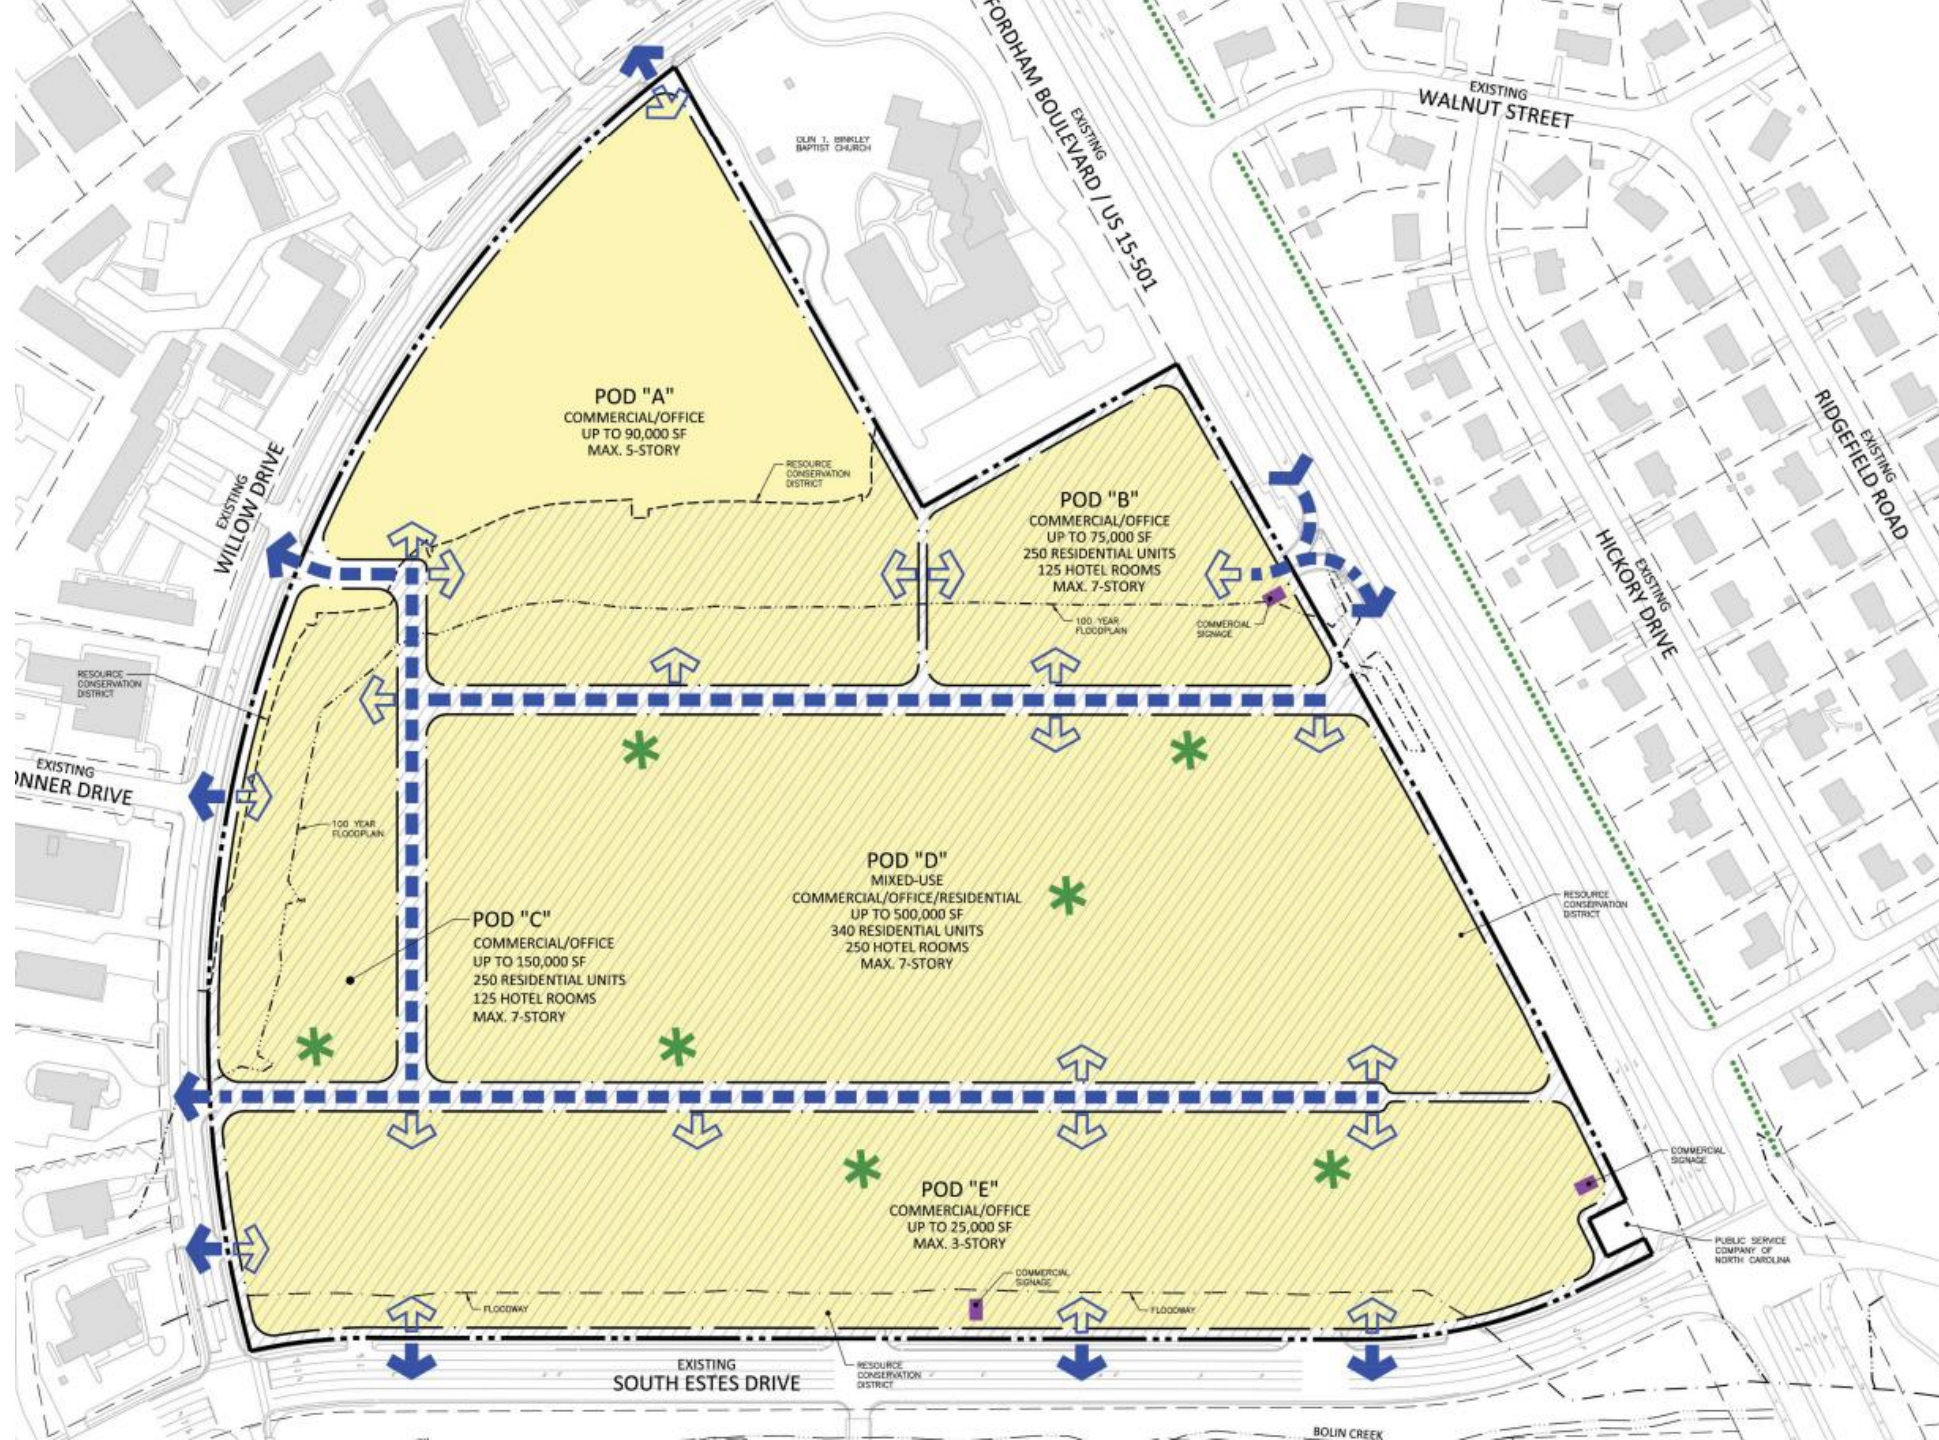 FORDHAM BOULEVARD / US 15-501
EXISTING
EXISTING
WALNUT STREET
OLIN T. BINKLEY
BAPTIST CHURCH
POD "A"
COMMERCIAL/OFFICE
UP TO 90,000 SF
MAX. 5-STORY
RESOURCE
CONSERVATION
DISTRICT
EXISTING
WILLOW DRIVE
POD "B"
COMMERCIAL/OFFICE
UP TO 75,000 SF
250 RESIDENTIAL UNITS
125 HOTEL ROOMS
MAX. 7-STORY
EXISTING
RIDGEFIELD ROAD
EXISTING
HICKORY DRIVE
100 YEAR
FLOODPLAIN
COMMERCIAL
SIGNAGE
RESOURCE
CONSERVATION
DISTRICT
EXISTING
ONNER DRIVE
100 YEAR
FLOODPLAIN
POD "C"
COMMERCIAL/OFFICE
UP TO 150,000 SF
250 RESIDENTIAL UNITS
125 HOTEL ROOMS
MAX. 7-STORY
POD "D"
MIXED-USE
COMMERCIAL/OFFICE/RESIDENTIAL
UP TO 500,000 SF
340 RESIDENTIAL UNITS
250 HOTEL ROOMS
MAX. 7-STORY
RESOURCE
CONSERVATION
DISTRICT
COMMERCIAL
SIGNAGE
POD "E"
COMMERCIAL/OFFICE
UP TO 25,000 SF
MAX. 3-STORY
PUBLIC SERVICE
COMPANY OF
NORTH CAROLINA
COMMERCIAL
SIGNAGE
FLOODWAY
FLOODWAY
EXISTING
SOUTH ESTES DRIVE
RESOURCE
CONSERVATION
DISTRICT
BOLIN CREEK